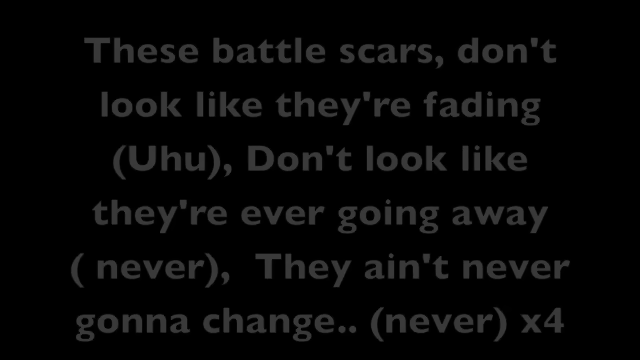 These battle scars, don't
look like they're fading
(Uhu), Don't look like
they're ever going away
( never),  They ain't never
gonna change.. (never) x4